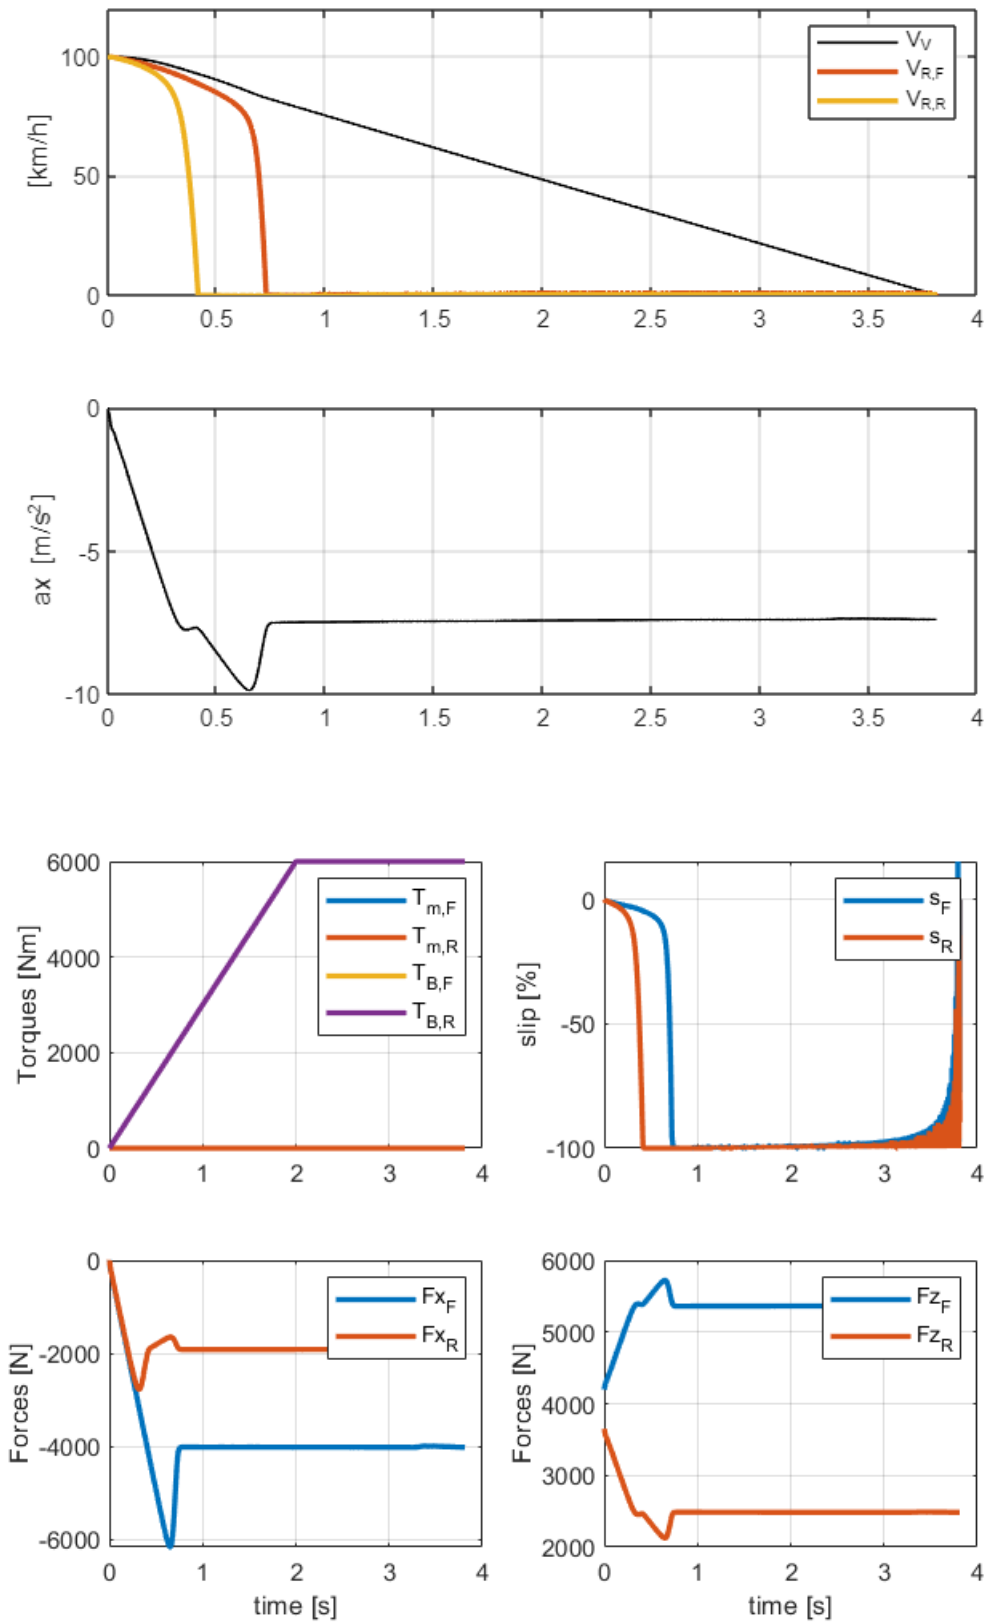 100
50
0
[km/h]
V_V
V_R,F
V_R,R
0 0.5 1 1.5 2 2.5 3 3.5 4
0
-5
-10
ax [m/s²]
0 0.5 1 1.5 2 2.5 3 3.5 4
6000
4000
2000
0
Torques [Nm]
T_m,F
T_m,R
T_B,F
T_B,R
0 1 2 3 4
0
-50
-100
slip [%]
s_F
s_R
0 1 2 3 4
0
-2000
-4000
-6000
Forces [N]
Fx_F
Fx_R
0 1 2 3 4
time [s]
6000
5000
4000
3000
2000
Forces [N]
Fz_F
Fz_R
0 1 2 3 4
time [s]